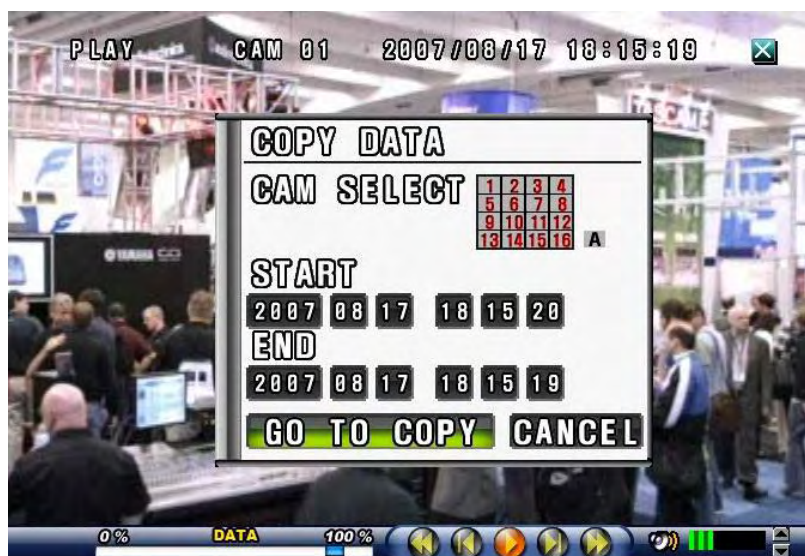 PLAY CAM 01 2007/08/17 18:15:19
TASCAM
COPY DATA
CAM SELECT
1 2 3 4
5 6 7 8
9 10 11 12
13 14 15 16 A
YAMAHA
START
2007 08 17 18 15 20
END
2007 08 17 18 15 19
GO TO COPY CANCEL
0 % DATA 100 %